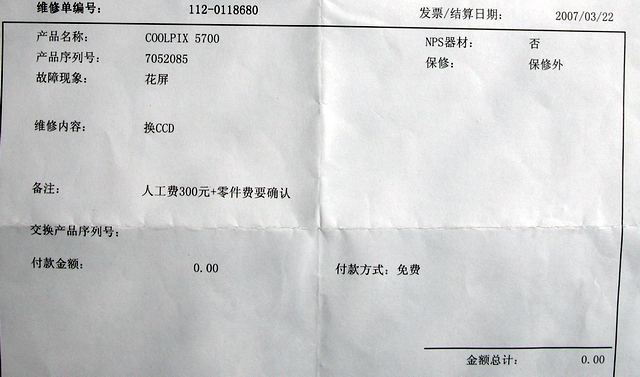 维修单编号： 112-0118680 发票/结算日期： 2007/03/22
产品名称： COOLPIX 5700 NPS器材： 否
产品序列号： 7052085 保修： 保修外
故障现象： 花屏
维修内容： 换CCD
备注： 人工费300元+零件费要确认
交换产品序列号：
付款金额： 0.00 付款方式：免费
金额总计： 0.00